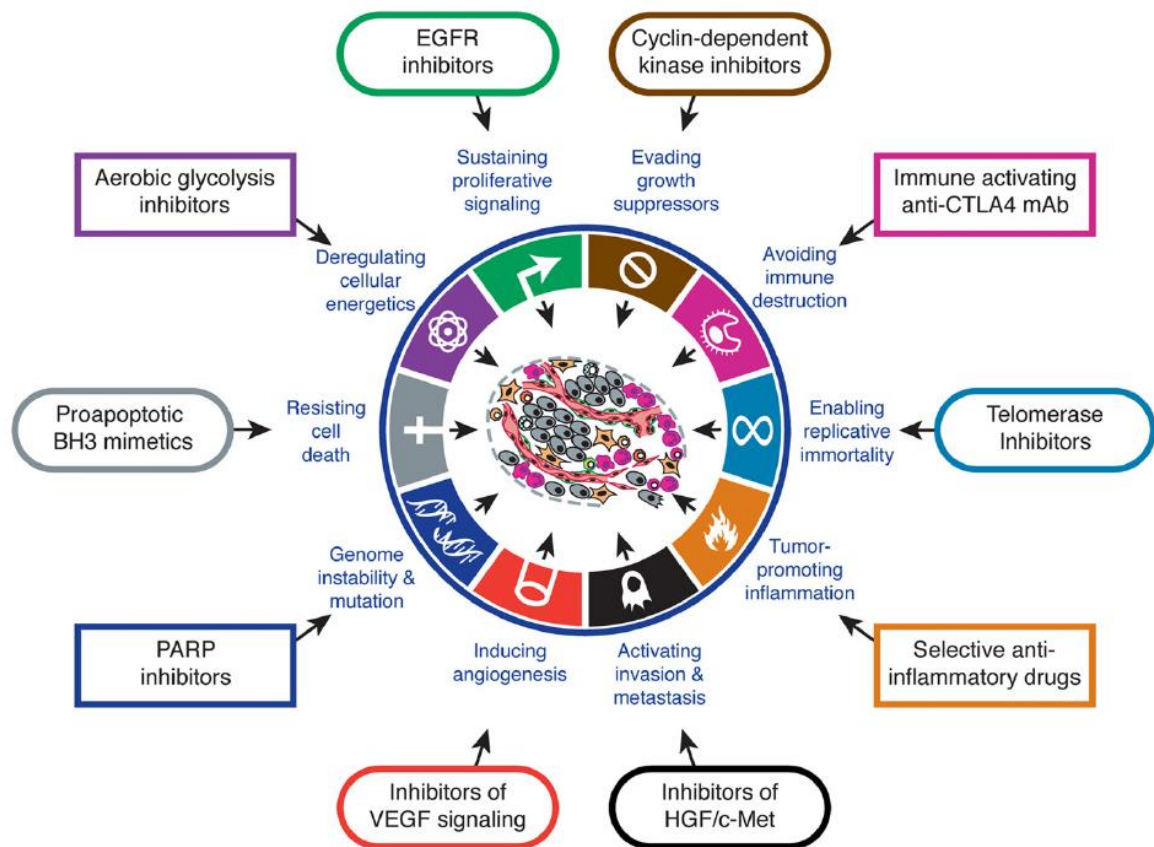 EGFR
inhibitors
Cyclin-dependent
kinase inhibitors
Sustaining
proliferative
signaling
Evading
growth
suppressors
Aerobic glycolysis
inhibitors
Immune activating
anti-CTLA4 mAb
Deregulating
cellular
energetics
Avoiding
immune
destruction
Proapoptotic
BH3 mimetics
Resisting
cell
death
Enabling
replicative
immortality
Telomerase
Inhibitors
Genome
instability &
mutation
Tumor-
promoting
inflammation
PARP
inhibitors
Inducing
angiogenesis
Activating
invasion &
metastasis
Selective anti-
inflammatory drugs
Inhibitors of
VEGF signaling
Inhibitors of
HGF/c-Met